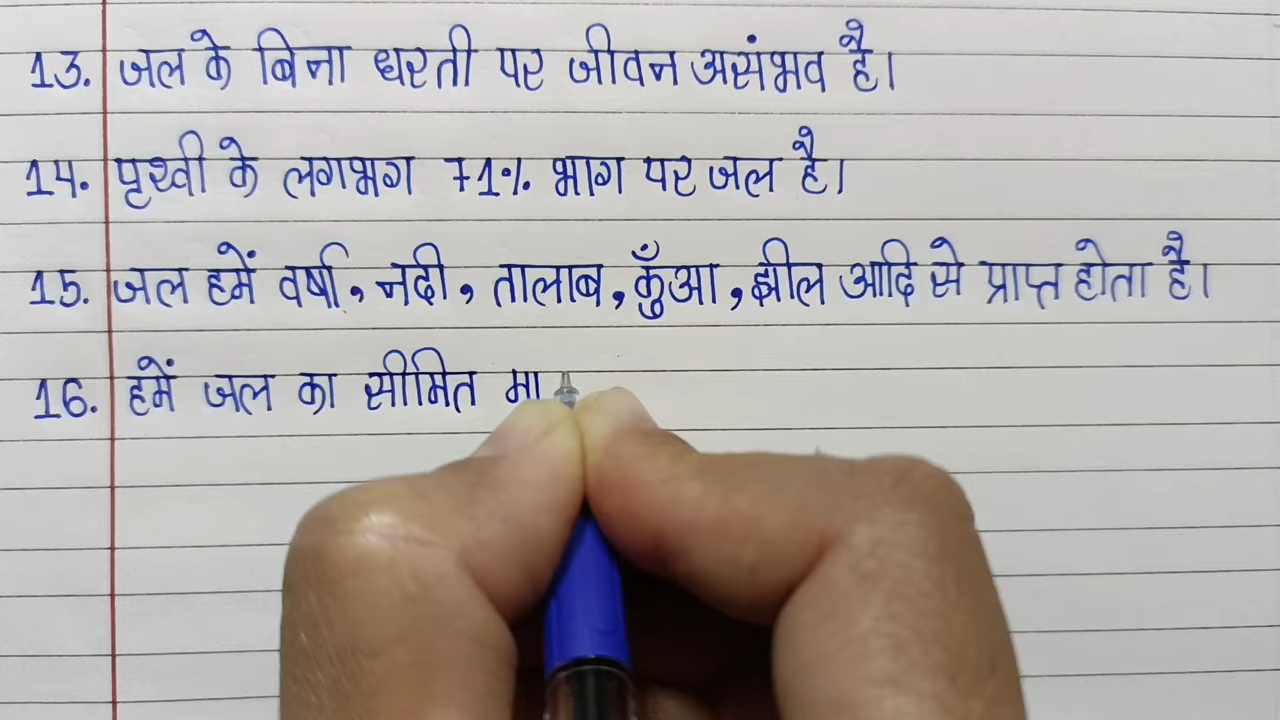 13. जल के बिना धरती पर जीवन असंभव है।
14. पृथ्वी के लगभग 71% भाग पर जल है।
15. जल हमें वर्षा, नदी, तालाब, कुँआ, झील आदि से प्राप्त होता है।
16. हमें जल का सीमित मा